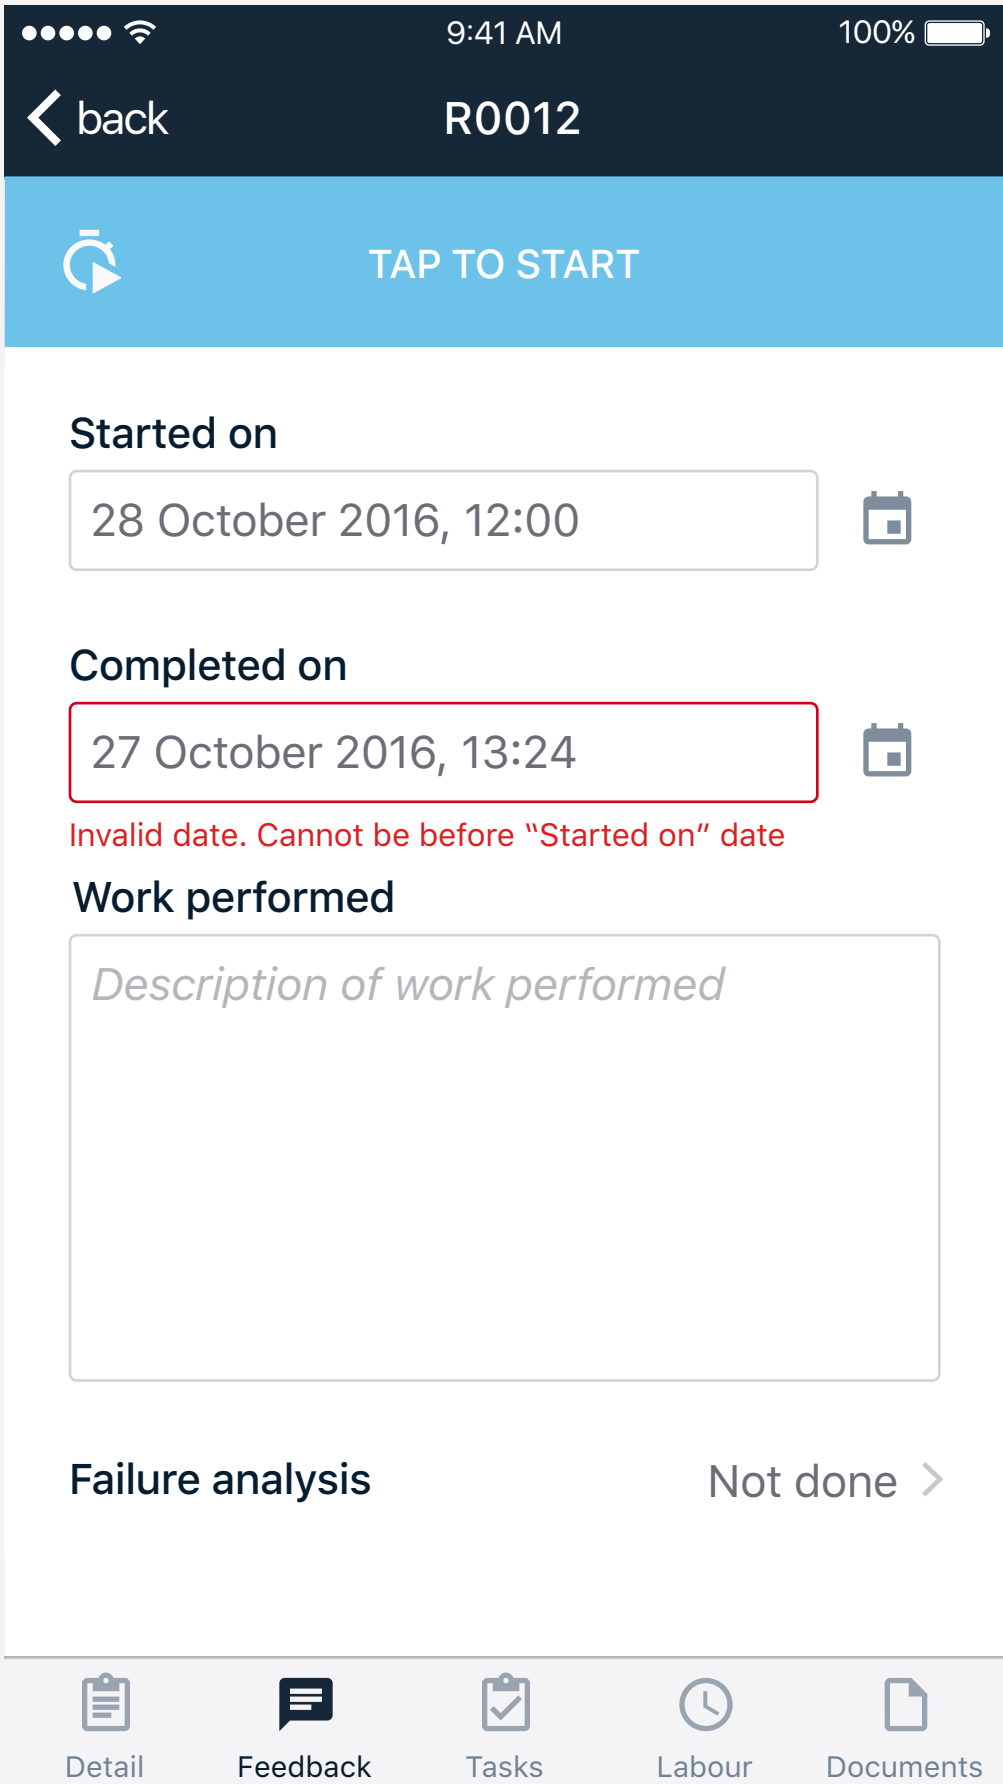 9:41 AM
100%
back
R0012
TAP TO START
Started on
28 October 2016, 12:00
Completed on
27 October 2016, 13:24
Invalid date. Cannot be before “Started on” date
Work performed
Description of work performed
Failure analysis
Not done
Detail
Feedback
Tasks
Labour
Documents